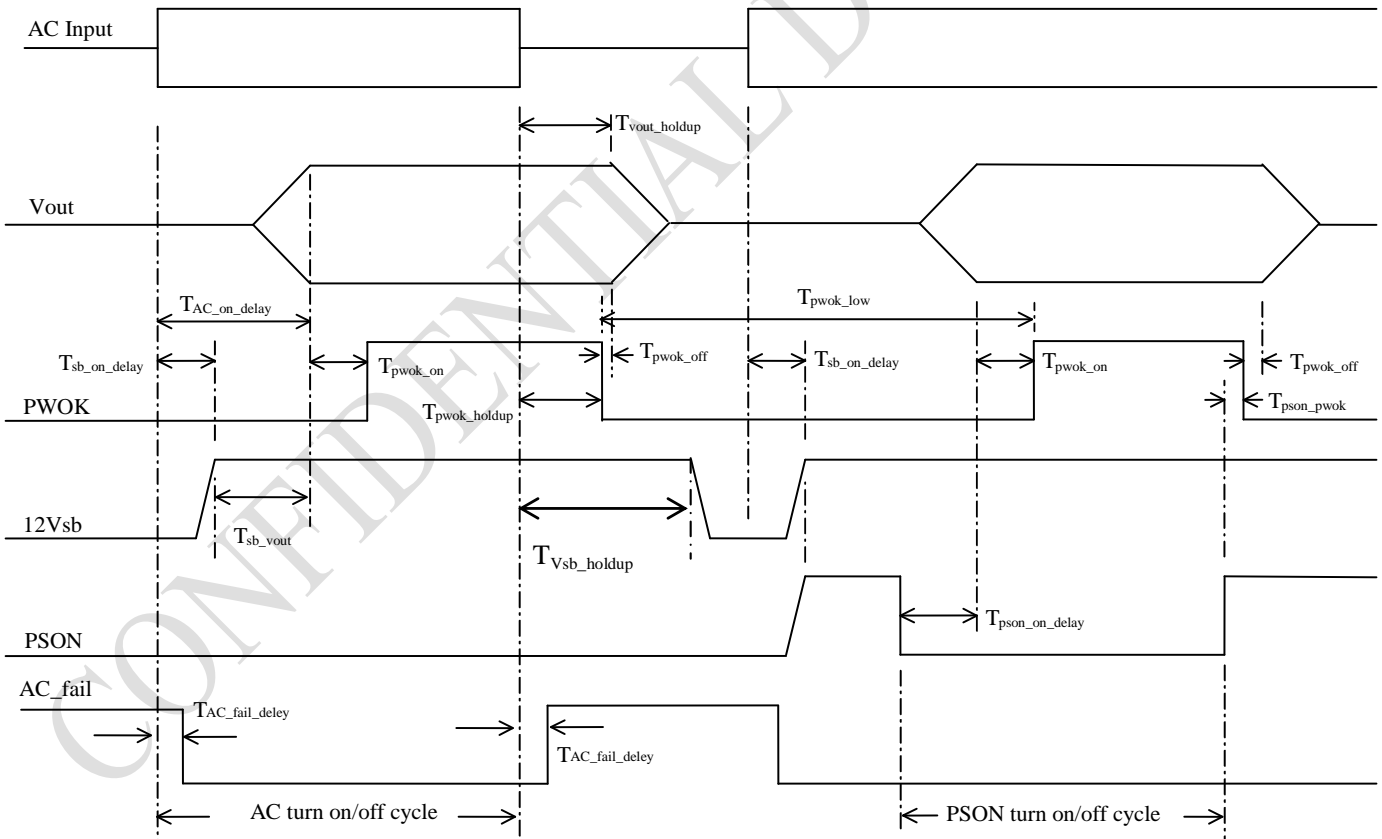 AC Input
Tvout_holdup
Vout
TAC_on_delay
Tpwok_low
Tsb_on_delay
Tpwok_on
Tpwok_off
Tsb_on_delay
Tpwok_on
Tpwok_off
PWOK
Tpwok_holdup
Tpson_pwok
12Vsb
Tsb_vout
TVsb_holdup
PSON
Tpson_on_delay
AC_fail
TAC_fail_deley
TAC_fail_deley
AC turn on/off cycle
PSON turn on/off cycle
CONFIDENTIAL D